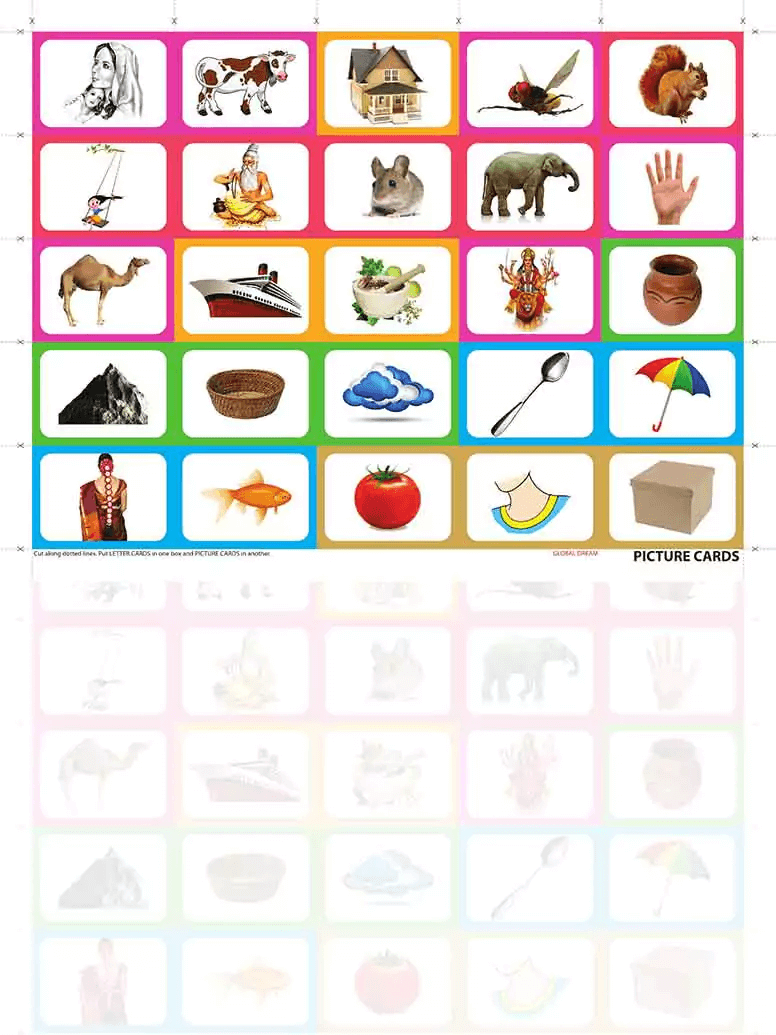 Cut along dotted lines. Put LETTER CARDS in one box and PICTURE CARDS in another.
GLOBAL DREAM
PICTURE CARDS